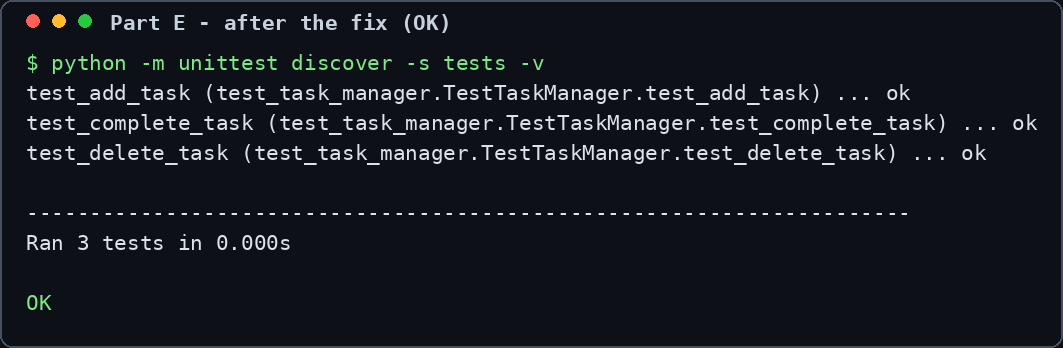 Part E - after the fix (OK)
$ python -m unittest discover -s tests -v
test_add_task (test_task_manager.TestTaskManager.test_add_task) ... ok
test_complete_task (test_task_manager.TestTaskManager.test_complete_task) ... ok
test_delete_task (test_task_manager.TestTaskManager.test_delete_task) ... ok
----------------------------------------------------------------------
Ran 3 tests in 0.000s
OK